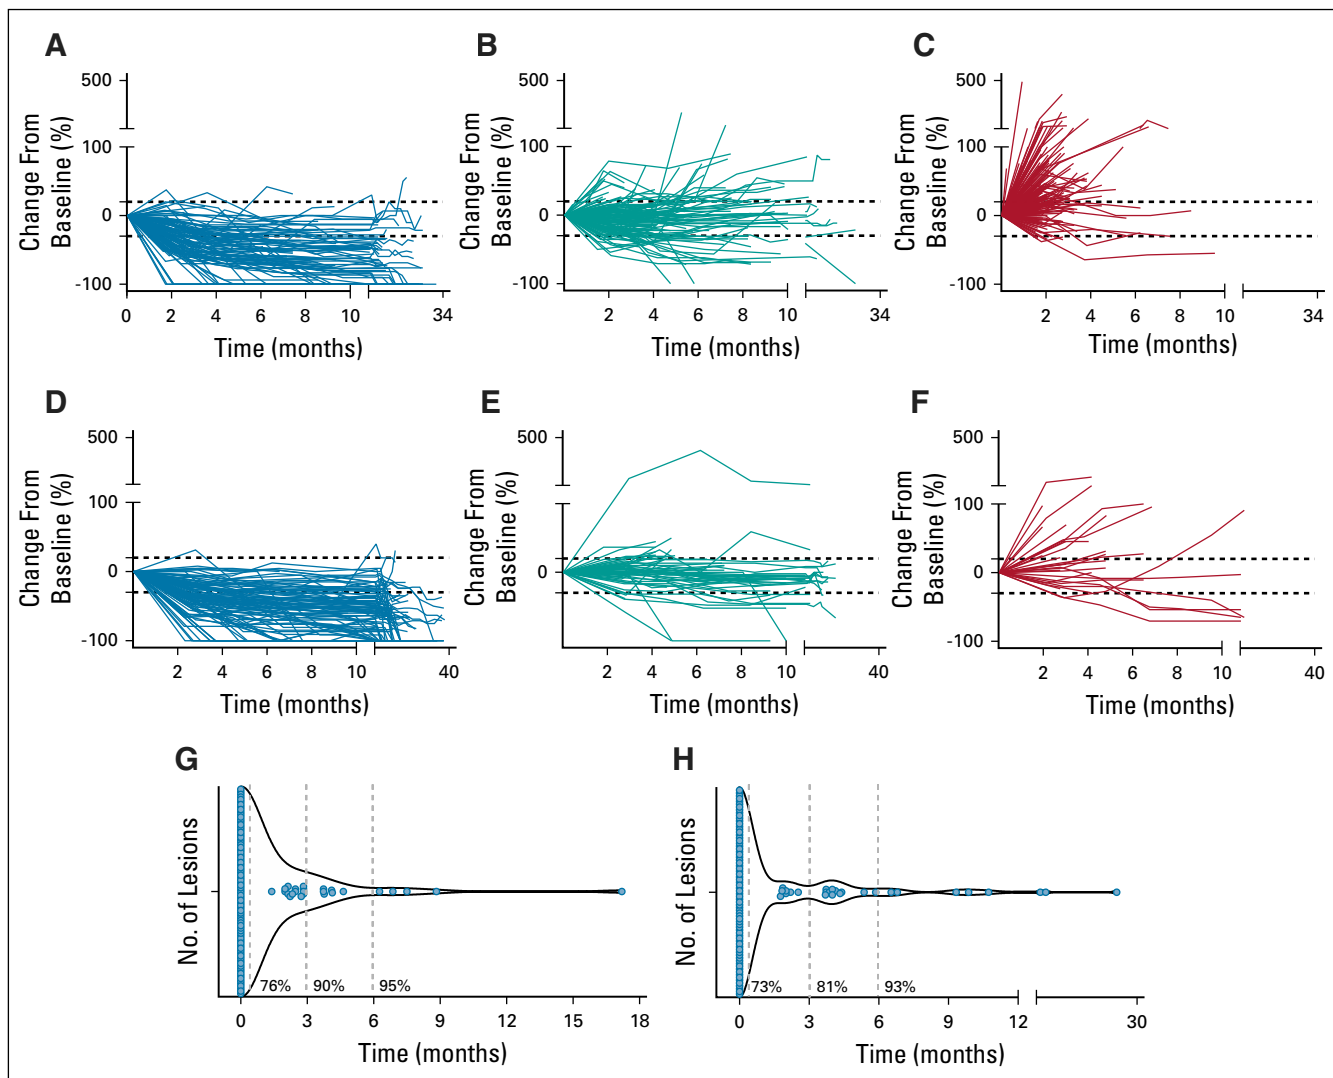 A
B
C
Change From
Baseline (%)
500
100
0
-100
0 2 4 6 8 10 34
Time (months)
Change From
Baseline (%)
500
100
0
-100
2 4 6 8 10 34
Time (months)
Change From
Baseline (%)
500
100
0
-100
2 4 6 8 10 34
Time (months)
D
E
F
Change From
Baseline (%)
500
100
0
-100
2 4 6 8 10 40
Time (months)
Change From
Baseline (%)
500
100
0
-100
2 4 6 8 10 40
Time (months)
Change From
Baseline (%)
500
100
0
-100
2 4 6 8 10 40
Time (months)
G
H
No. of Lesions
76% 90% 95%
0 3 6 9 12 15 18
Time (months)
No. of Lesions
73% 81% 93%
0 3 6 9 12 30
Time (months)